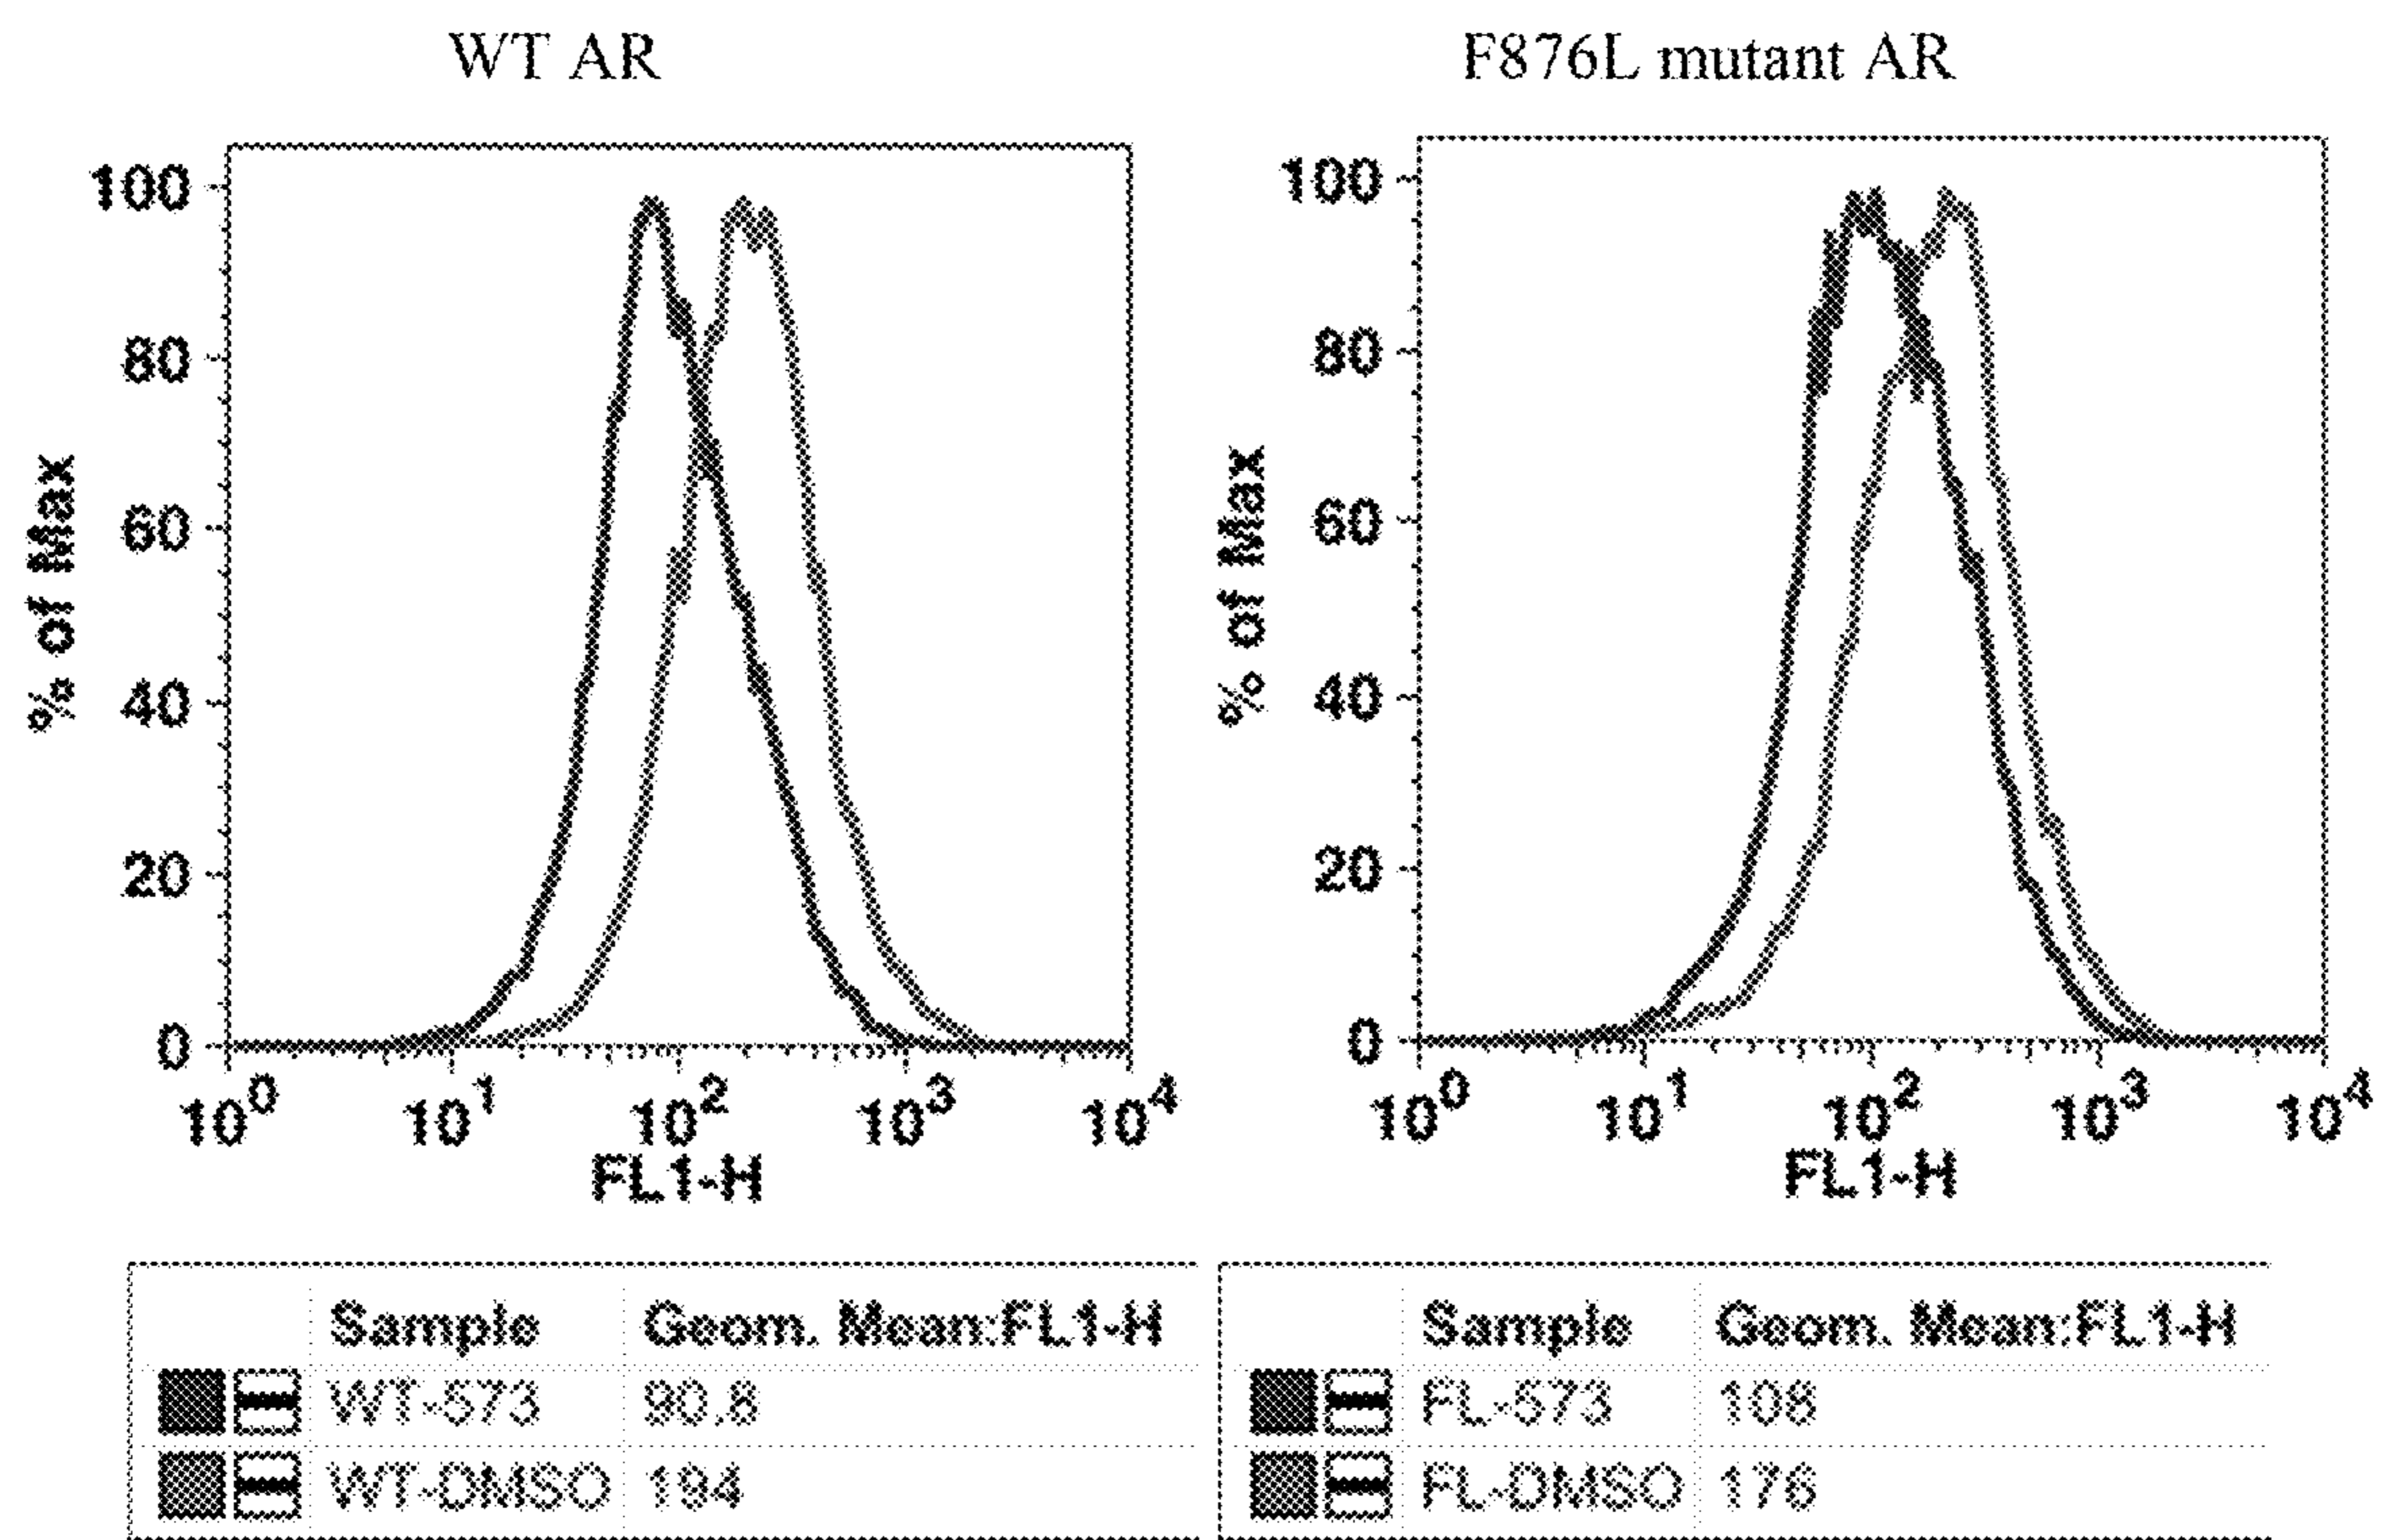 WT AR
F876L mutant AR
% of Max
100
80
60
40
20
0
10^0 10^1 10^2 10^3 10^4
FL1-H
% of Max
100
80
60
40
20
0
10^0 10^1 10^2 10^3 10^4
FL1-H
Sample Geom. Mean:FL1-H
WT-573 90.8
WT-DMSO 194
Sample Geom. Mean:FL1-H
FL-573 108
FL-DMSO 176